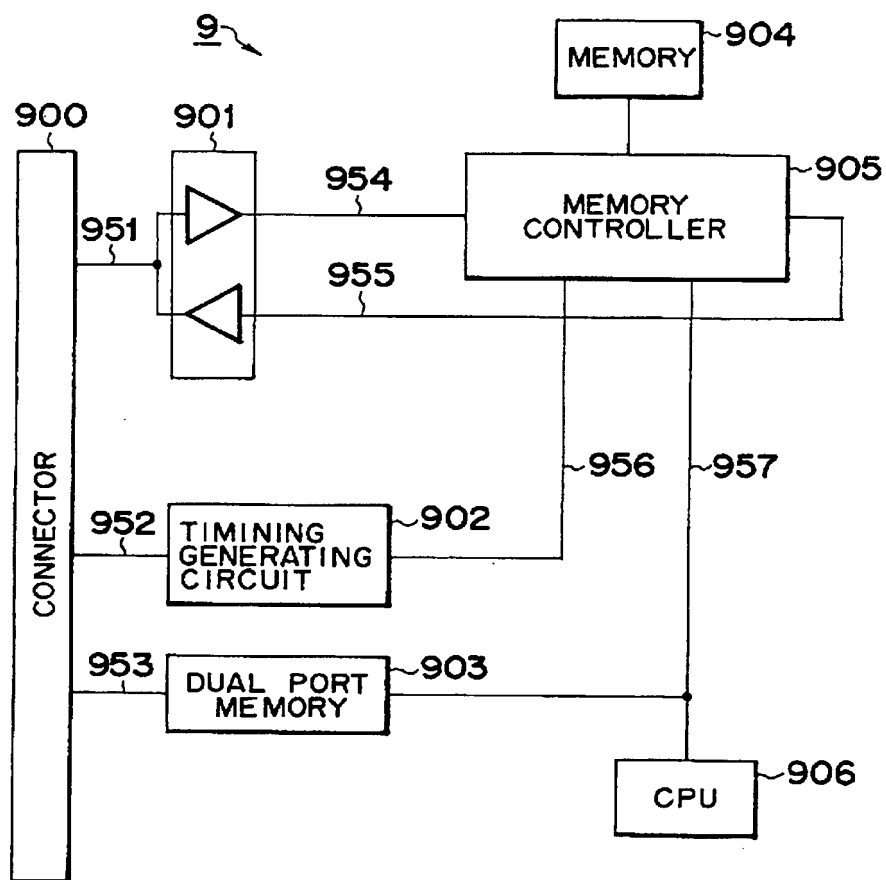 9
MEMORY
904
900
901
954
MEMORY
CONTROLLER
905
951
955
956
957
CONNECTOR
952
TIMINING
GENERATING
CIRCUIT
902
953
DUAL PORT
MEMORY
903
CPU
906